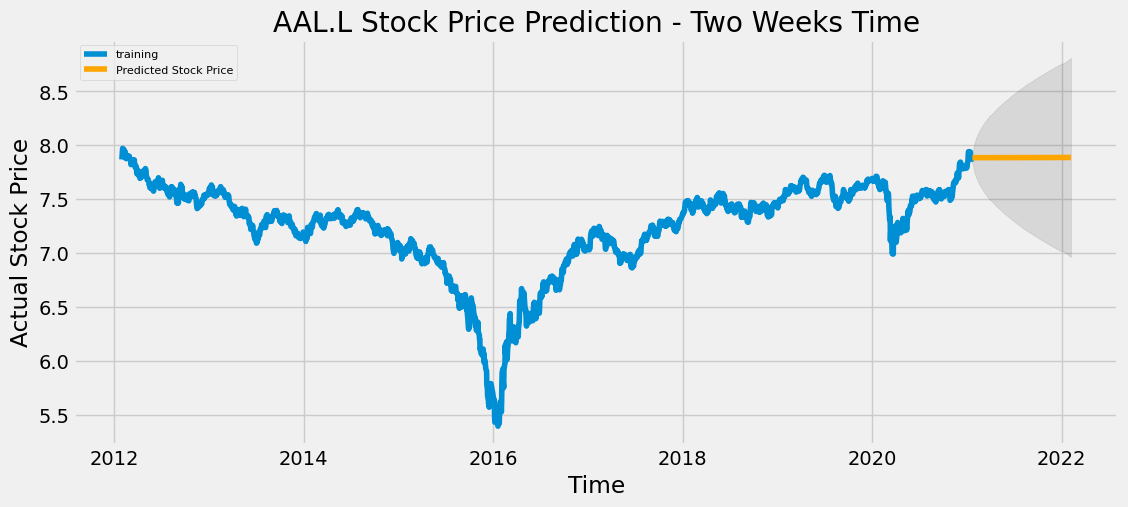 AAL.L Stock Price Prediction - Two Weeks Time
training
Predicted Stock Price
Actual Stock Price
8.5
8.0
7.5
7.0
6.5
6.0
5.5
2012 2014 2016 2018 2020 2022
Time